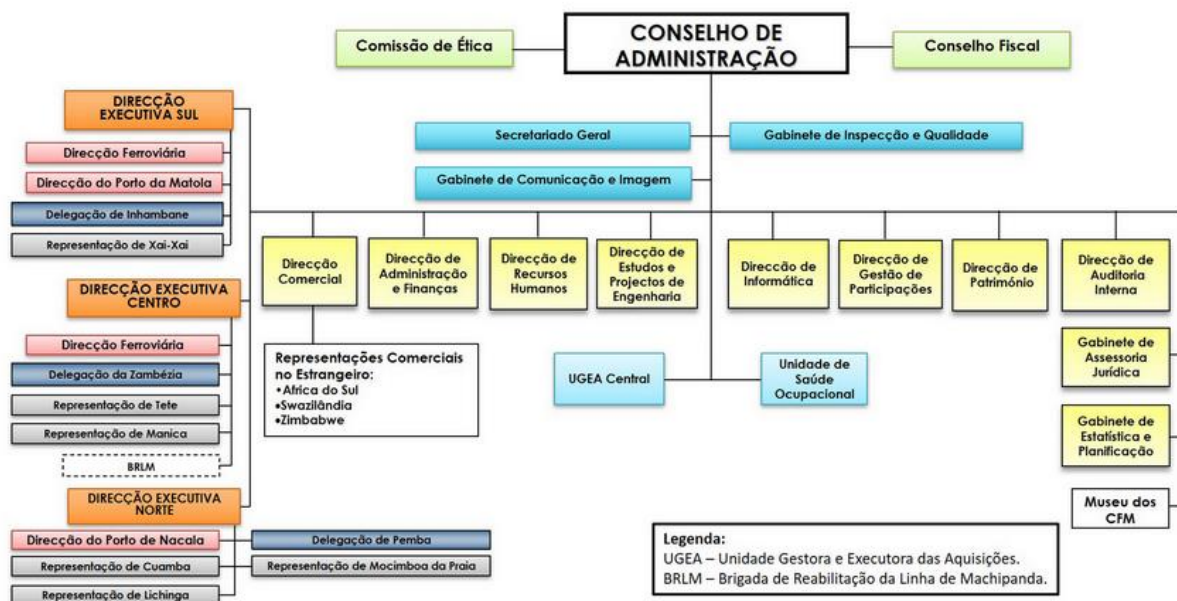 CONSELHO DE
ADMINISTRAÇÃO
Comissão de Ética
Conselho Fiscal
Secretariado Geral
Gabinete de Inspecção e Qualidade
Gabinete de Comunicação e Imagem
DIRECÇÃO
EXECUTIVA SUL
Direcção Ferroviária
Direcção do Porto da Matola
Delegação de Inhambane
Representação de Xai-Xai
DIRECÇÃO EXECUTIVA
CENTRO
Direcção Ferroviária
Delegação da Zambézia
Representação de Tete
Representação de Manica
BRLM
DIRECÇÃO EXECUTIVA
NORTE
Direcção do Porto de Nacala
Delegação de Pemba
Representação de Cuamba
Representação de Mocimboa da Praia
Representação de Lichinga
Direcção
Comercial
Direcção de
Administração
e Finanças
Direcção de
Recursos
Humanos
Direcção de
Estudos e
Projectos de
Engenharia
Direcção de
Informática
Direcção de
Gestão de
Participações
Direcção de
Património
Direcção de
Auditoria
Interna
Representações Comerciais
no Estrangeiro:
•Africa do Sul
•Swazilândia
•Zimbabwe
UGEA Central
Unidade de
Saúde
Ocupacional
Gabinete de
Assessoria
Jurídica
Gabinete de
Estatística e
Planificação
Museu dos
CFM
Legenda:
UGEA – Unidade Gestora e Executora das Aquisições.
BRLM – Brigada de Reabilitação da Linha de Machipanda.